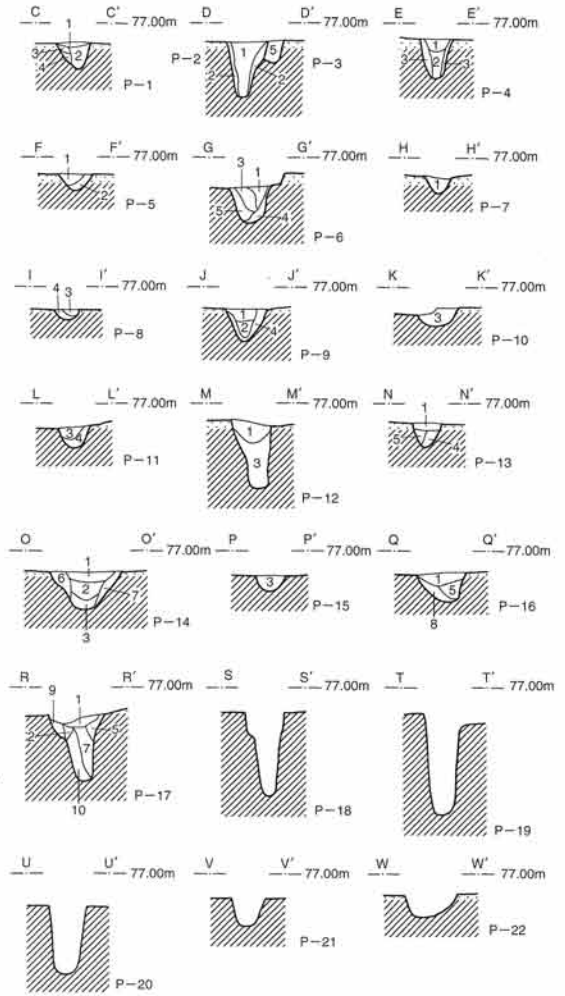 C C′ 77.00m D D′ 77.00m E E′ 77.00m
1 3 4 2 P−1
P−2 1 5 2 2 P−3
1 3 2 3 P−4
F F′ 77.00m G G′ 77.00m H H′ 77.00m
1 2 P−5
3 1 5 4 P−6
1 P−7
I I′ 77.00m J J′ 77.00m K K′ 77.00m
4 3 P−8
1 2 4 P−9
3 P−10
L L′ 77.00m M M′ 77.00m N N′ 77.00m
3 4 P−11
1 3 P−12
1 5 4 P−13
O O′ 77.00m P P′ 77.00m Q Q′ 77.00m
1 6 2 7 3 P−14
3 P−15
1 5 8 P−16
R R′ 77.00m S S′ 77.00m T T′ 77.00m
9 1 2 5 7 10 P−17
P−18
P−19
U U′ 77.00m V V′ 77.00m W W′ 77.00m
P−20
P−21
P−22